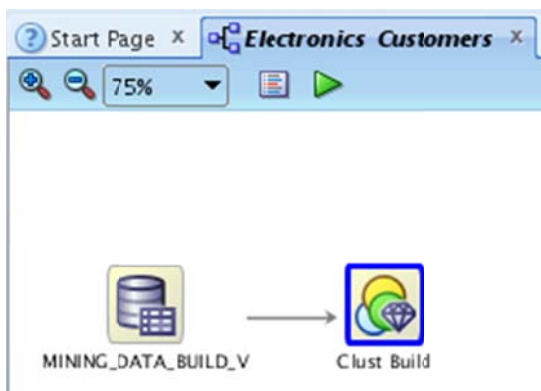 Start Page x Electronics Customers x
75%
MINING_DATA_BUILD_V Clust Build